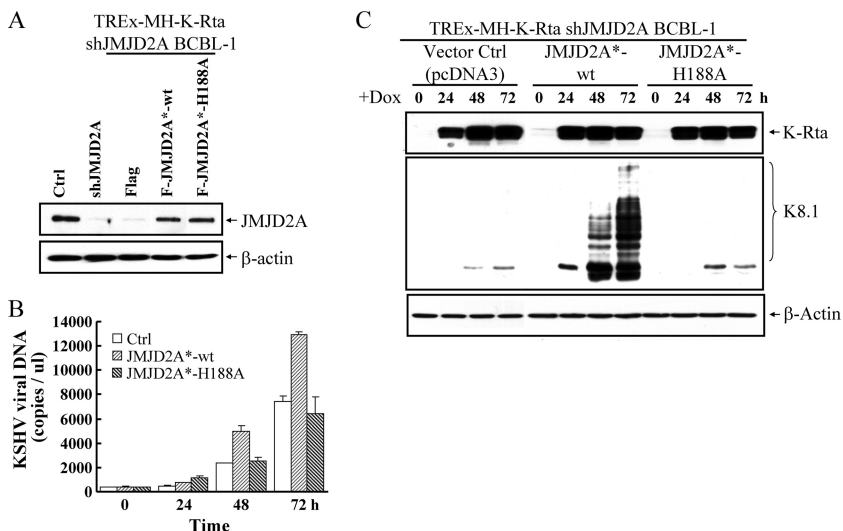 A
TREx-MH-K-Rta
shJMJD2A BCBL-1
Ctrl
shJMJD2A
Flag
F-JMJD2A*-wt
F-JMJD2A*-H188A
JMJD2A
β-actin
B
KSHV viral DNA
(copies / ul)
14000
12000
10000
8000
6000
4000
2000
0
Ctrl
JMJD2A*-wt
JMJD2A*-H188A
0 24 48 72 h
Time
C
TREx-MH-K-Rta shJMJD2A BCBL-1
Vector Ctrl JMJD2A*- JMJD2A*-
(pcDNA3) wt H188A
+Dox 0 24 48 72 0 24 48 72 0 24 48 72 h
K-Rta
K8.1
β-Actin